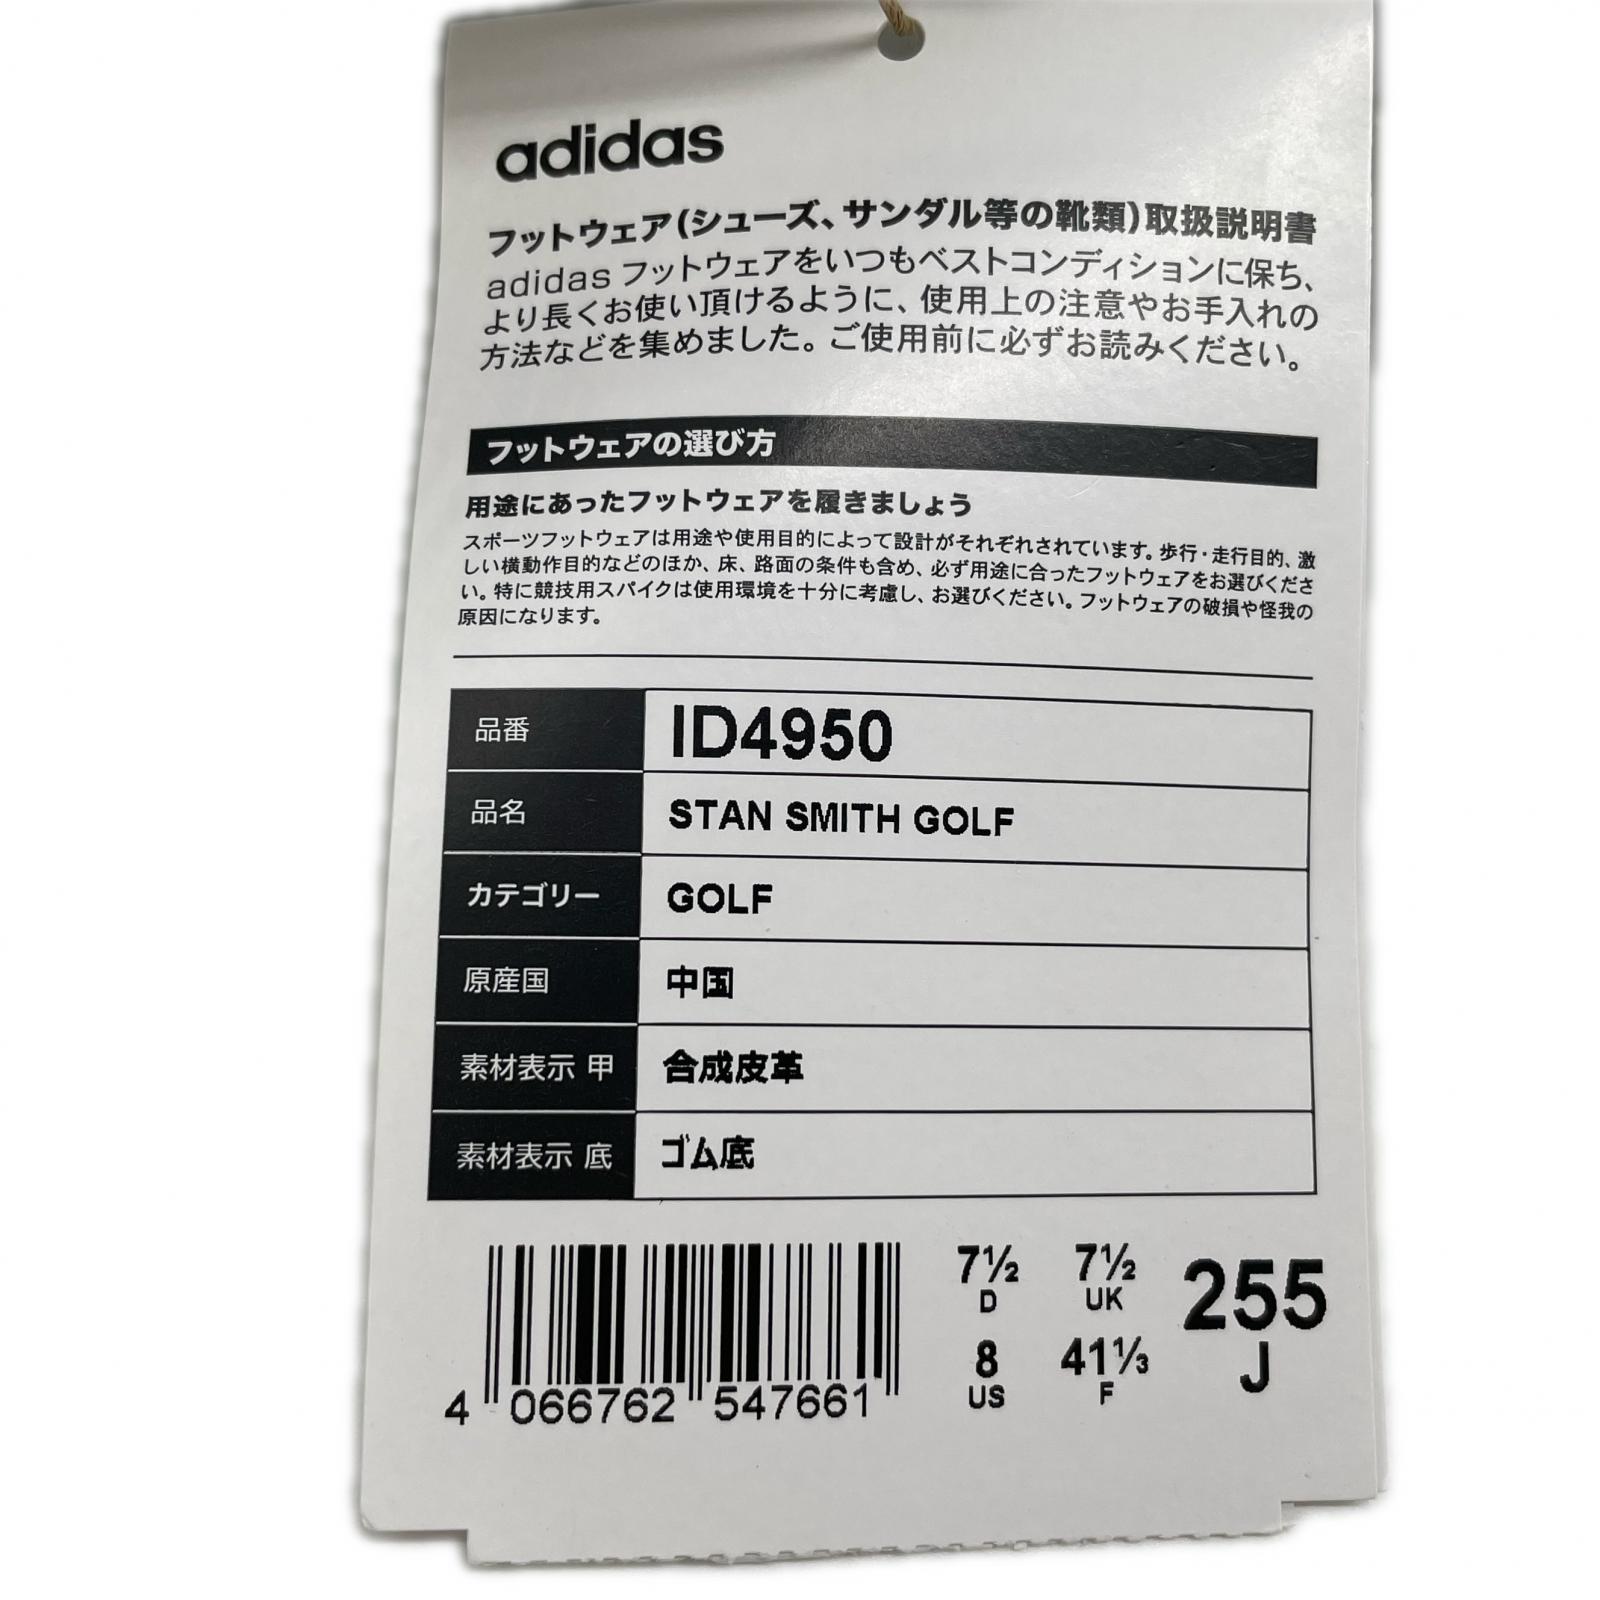 adidas
フットウェア(シューズ、サンダル等の靴類)取扱説明書
adidas フットウェアをいつもベストコンディションに保ち、
より長くお使い頂けるように、使用上の注意やお手入れの
方法などを集めました。ご使用前に必ずお読みください。
フットウェアの選び方
用途にあったフットウェアを履きましょう
スポーツフットウェアは用途や使用目的によって設計がそれぞれされています。歩行・走行目的、激
しい横動作目的などのほか、床、路面の条件も含め、必ず用途に合ったフットウェアをお選びくださ
い。特に競技用スパイクは使用環境を十分に考慮し、お選びください。フットウェアの破損や怪我の
原因になります。
品番 ID4950
品名 STAN SMITH GOLF
カテゴリー GOLF
原産国 中国
素材表示 甲 合成皮革
素材表示 底 ゴム底
7½ 7½ 255
D UK
8 41⅓ J
US F
4 066762 547661